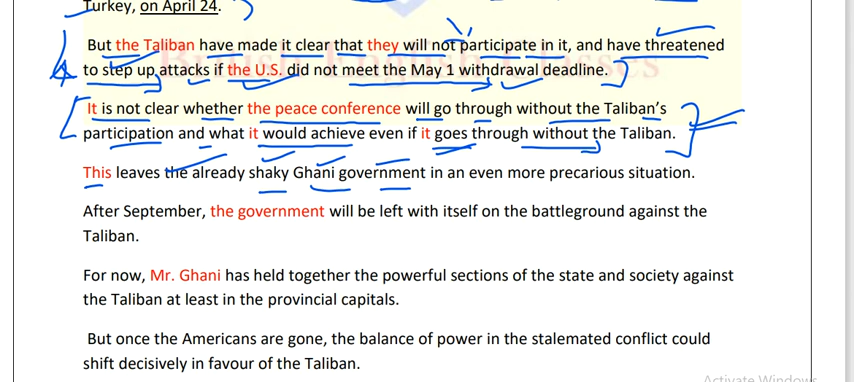 Turkey, on April 24.
But the Taliban have made it clear that they will not participate in it, and have threatened
to step up attacks if the U.S. did not meet the May 1 withdrawal deadline.
It is not clear whether the peace conference will go through without the Taliban's
participation and what it would achieve even if it goes through without the Taliban.
This leaves the already shaky Ghani government in an even more precarious situation.
After September, the government will be left with itself on the battleground against the
Taliban.
For now, Mr. Ghani has held together the powerful sections of the state and society against
the Taliban at least in the provincial capitals.
But once the Americans are gone, the balance of power in the stalemated conflict could
shift decisively in favour of the Taliban.
Activate Windows